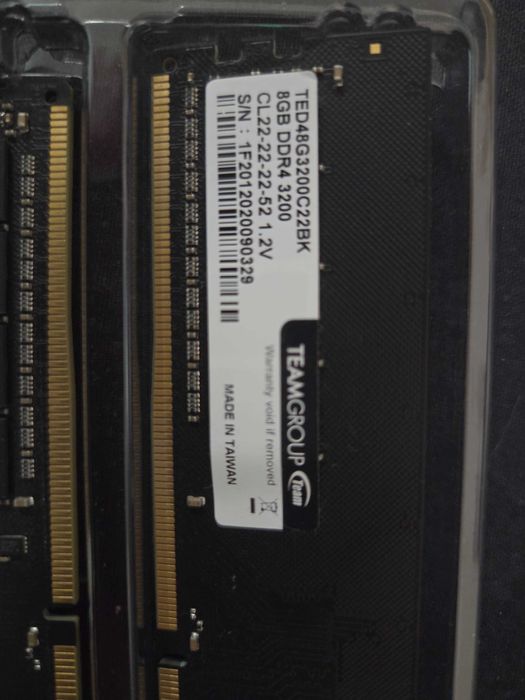 TED48G3200C22BK
8GB DDR4 3200
CL22-22-22-52 1.2V
S/N : 1F2012020090329
TEAMGROUP Team
Warranty void if removed
MADE IN TAIWAN